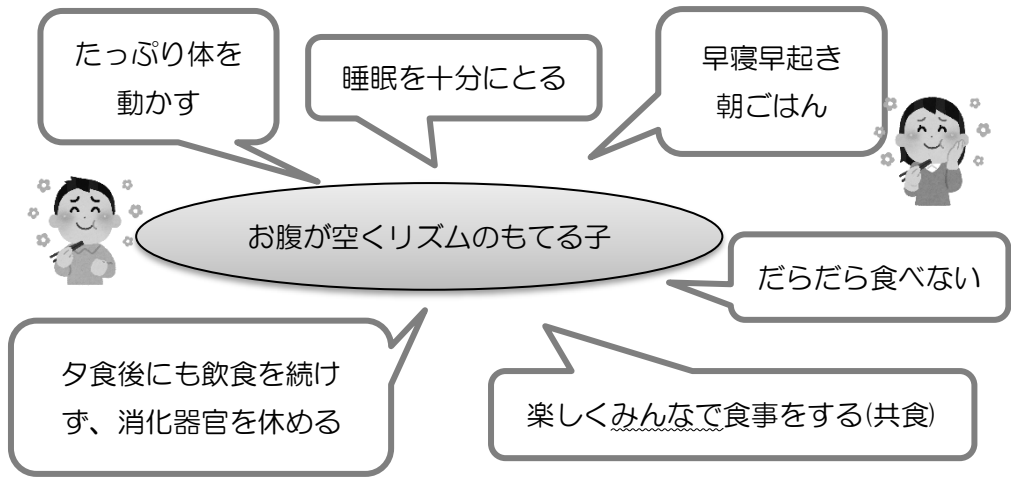 たっぷり体を
動かす
睡眠を十分にとる
早寝早起き
朝ごはん
お腹が空くリズムのもてる子
だらだら食べない
夕食後にも飲食を続け
ず、消化器官を休める
楽しくみんなで食事をする(共食)